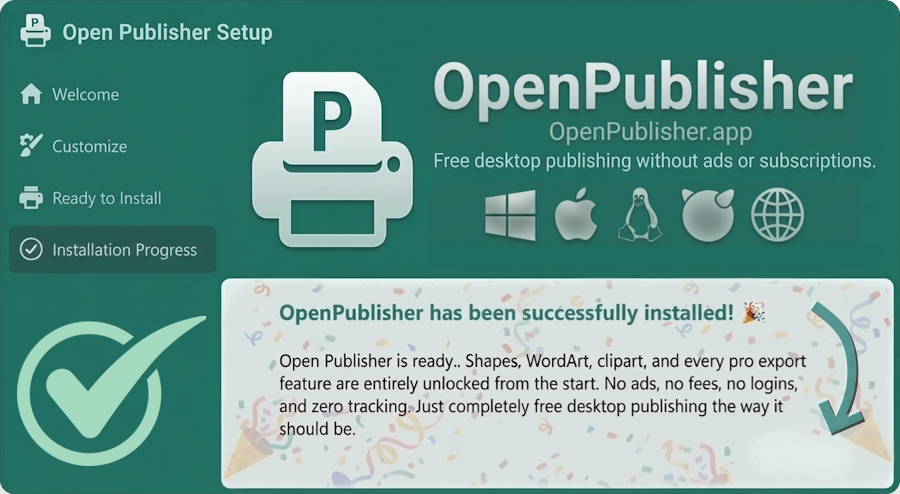 P
Open Publisher Setup
Welcome
Customize
Ready to Install
Installation Progress
P
OpenPublisher
OpenPublisher.app
Free desktop publishing without ads or subscriptions.
OpenPublisher has been successfully installed! 🎉
Open Publisher is ready.. Shapes, WordArt, clipart, and every pro export
feature are entirely unlocked from the start. No ads, no fees, no logins,
and zero tracking. Just completely free desktop publishing the way it
should be.